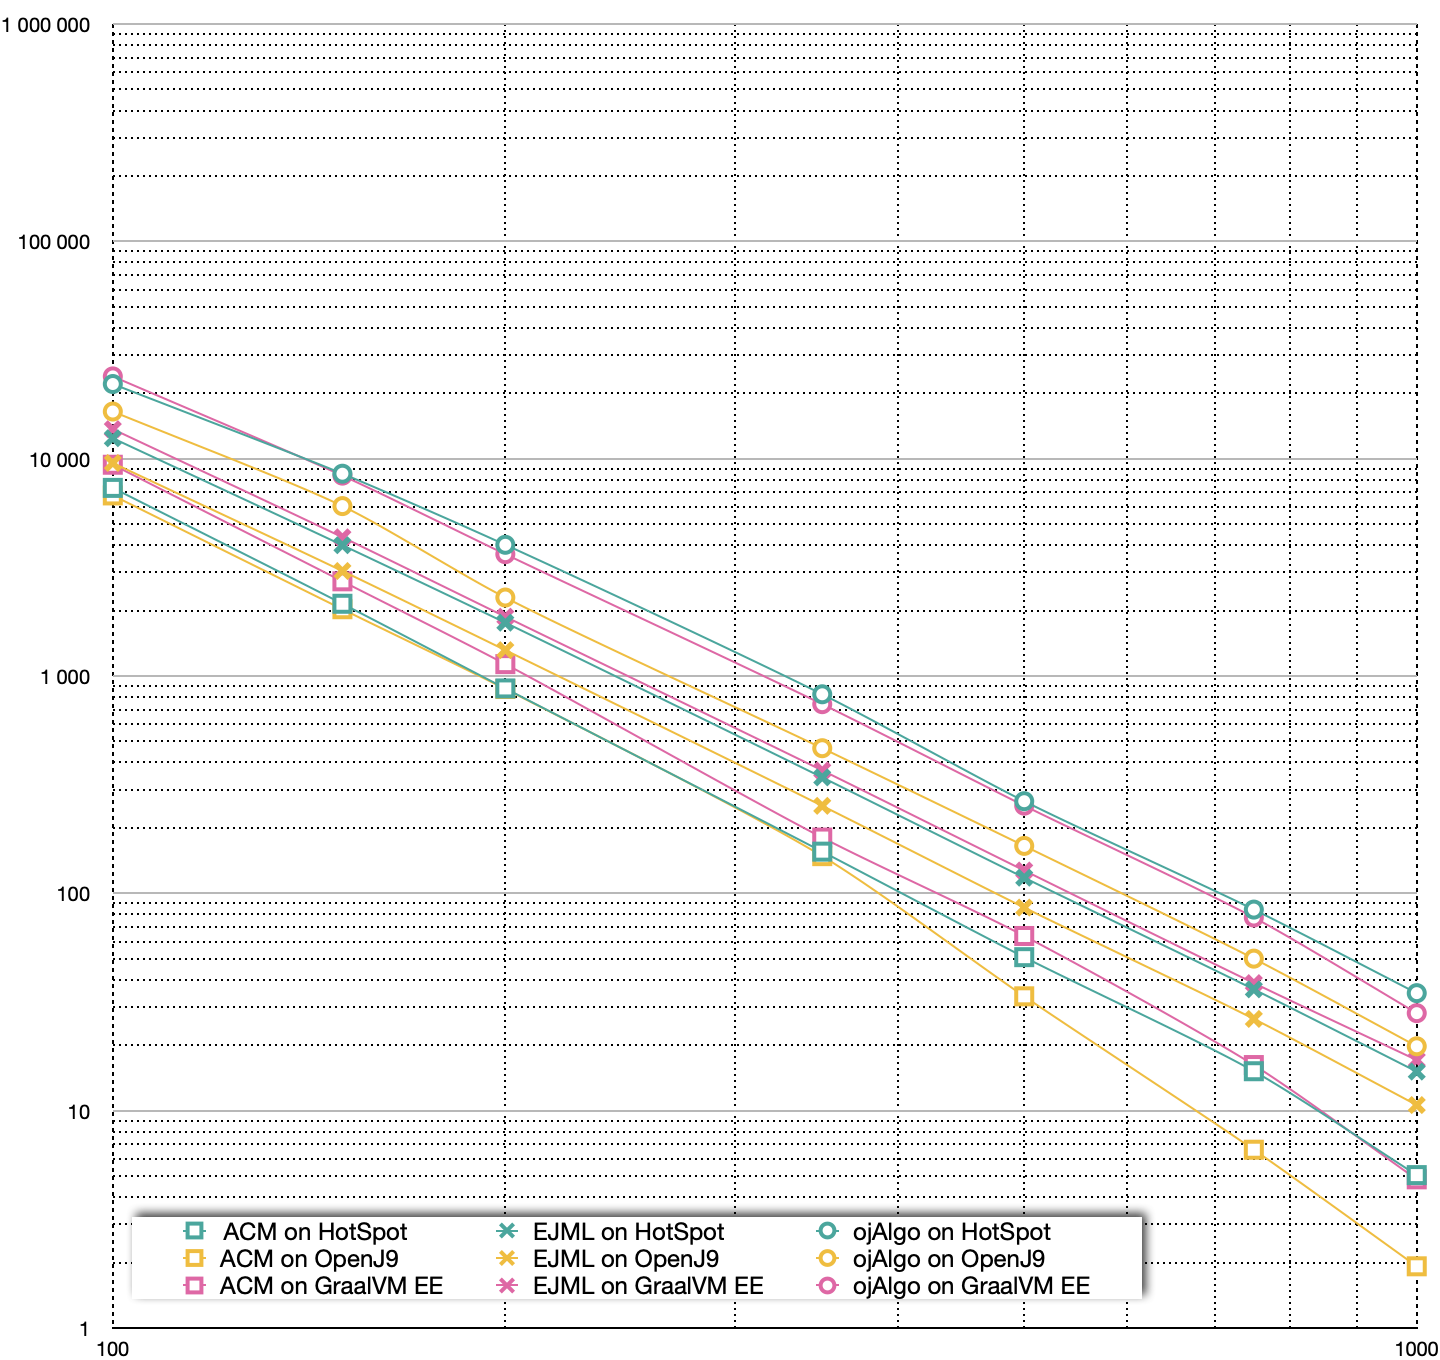 1 000 000
100 000
10 000
1 000
100
10
1
ACM on HotSpot EJML on HotSpot ojAlgo on HotSpot
ACM on OpenJ9 EJML on OpenJ9 ojAlgo on OpenJ9
ACM on GraalVM EE EJML on GraalVM EE ojAlgo on GraalVM EE
100 1000